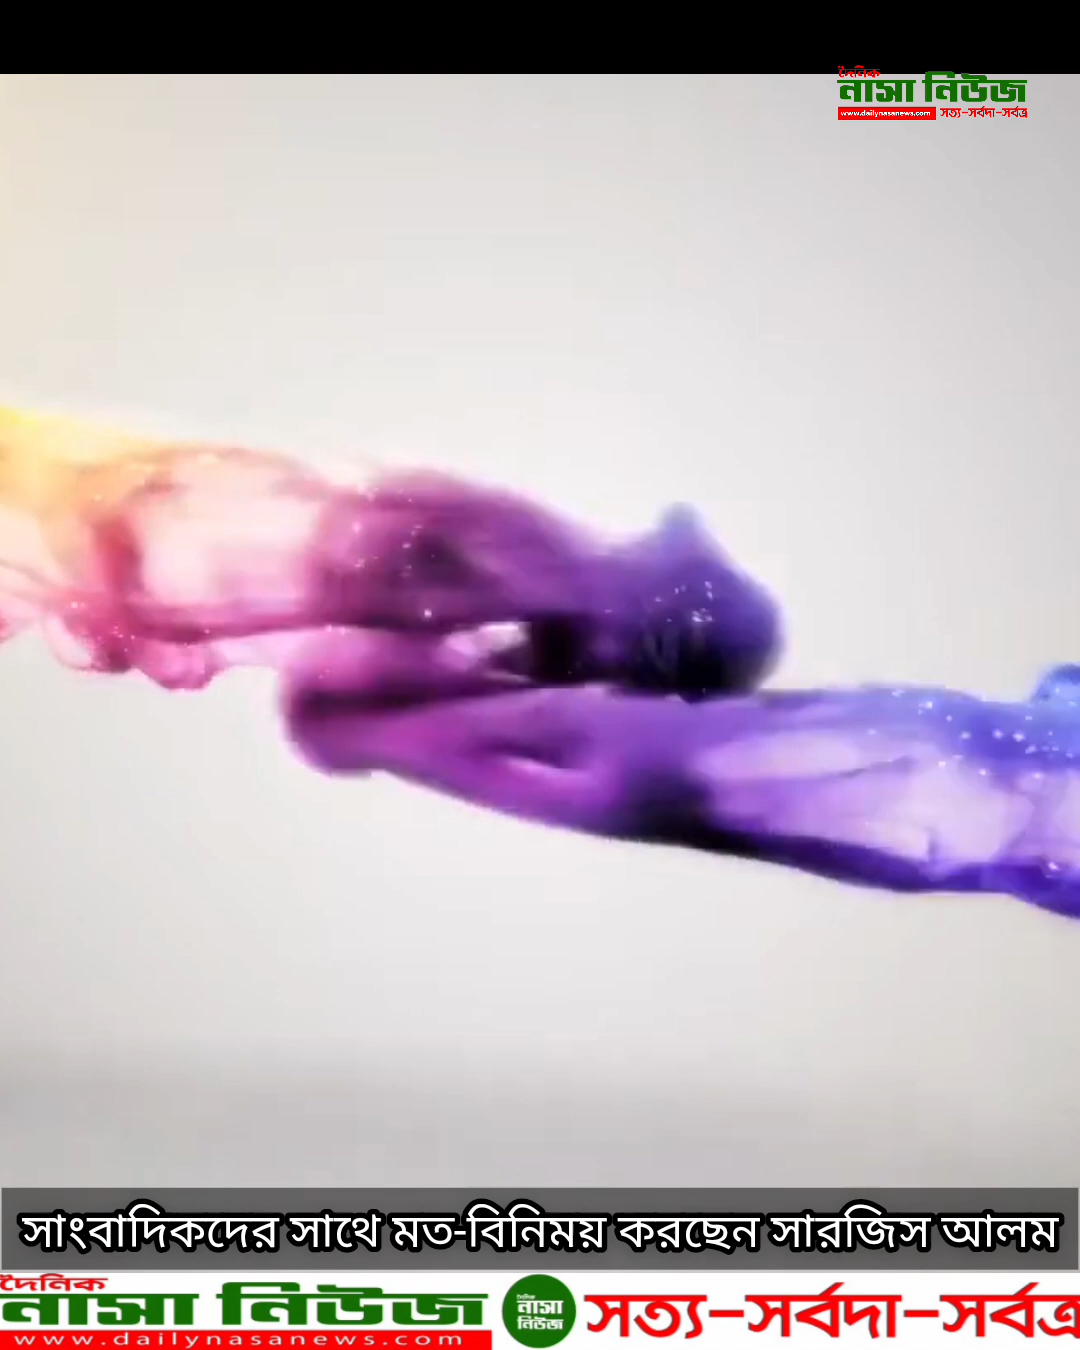 দৈনিক
নাসা নিউজ
www.dailynasanews.com সত্য-সর্বদা-সর্বত্র
সাংবাদিকদের সাথে মত-বিনিময় করছেন সারজিস আলম
দৈনিক
নাসা নিউজ
www.dailynasanews.com
দৈনিক
নাসা
নিউজ
সত্য-সর্বদা-সর্বত্র